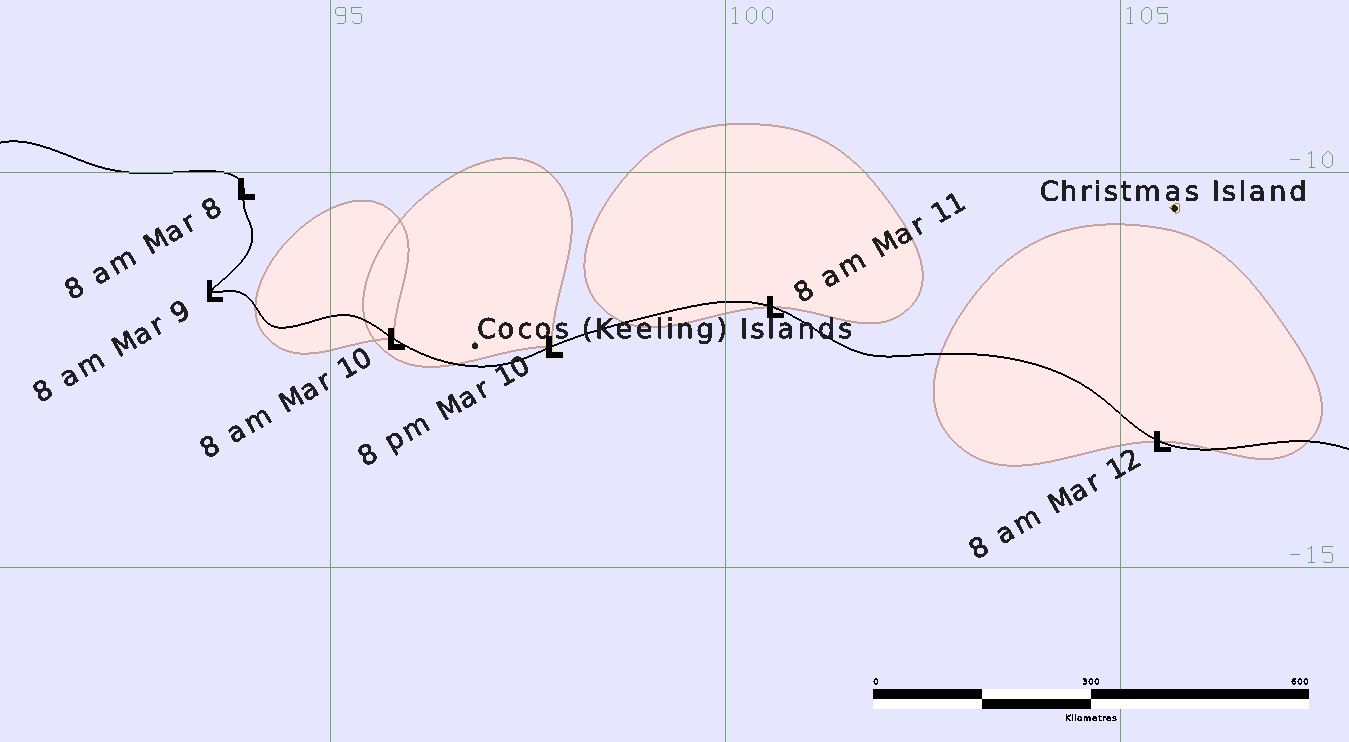 95
100
105
-10
Christmas Island
8 am Mar 8
8 am Mar 11
8 am Mar 9
Cocos (Keeling) Islands
8 am Mar 10
8 pm Mar 10
L
L
L
L
L
L
8 am Mar 12
-15
0 300 600
Kilometres